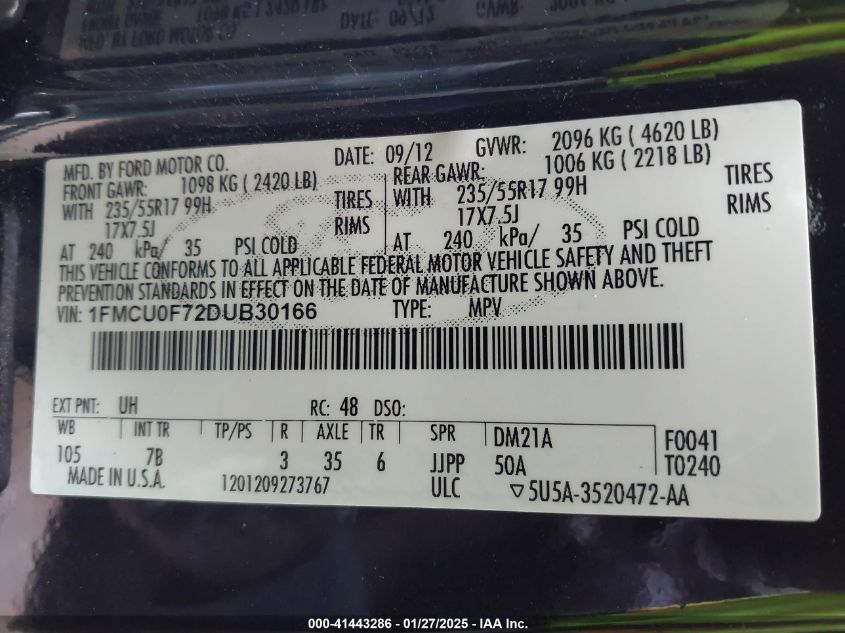 MFD. BY FORD MOTOR CO. DATE: 09/12 GVWR: 2096 KG ( 4620 LB)
FRONT GAWR: 1098 KG ( 2420 LB) REAR GAWR: 1006 KG ( 2218 LB)
WITH 235/55R17 99H TIRES WITH 235/55R17 99H TIRES
17X7.5J RIMS 17X7.5J RIMS
AT 240 kPa/ 35 PSI COLD AT 240 kPa/ 35 PSI COLD
THIS VEHICLE CONFORMS TO ALL APPLICABLE FEDERAL MOTOR VEHICLE SAFETY AND THEFT
PREVENTION STANDARDS IN EFFECT ON THE DATE OF MANUFACTURE SHOWN ABOVE.
VIN: 1FMCU0F72DUB30166 TYPE: MPV
EXT PNT: UH RC: 48 DSO:
WB INT TR TP/PS R AXLE TR SPR DM21A F0041
105 7B 3 35 6 JJPP 50A T0240
MADE IN U.S.A. 1201209273767 ULC ▽5U5A-3520472-AA
000-41443286 - 01/27/2025 - IAA Inc.